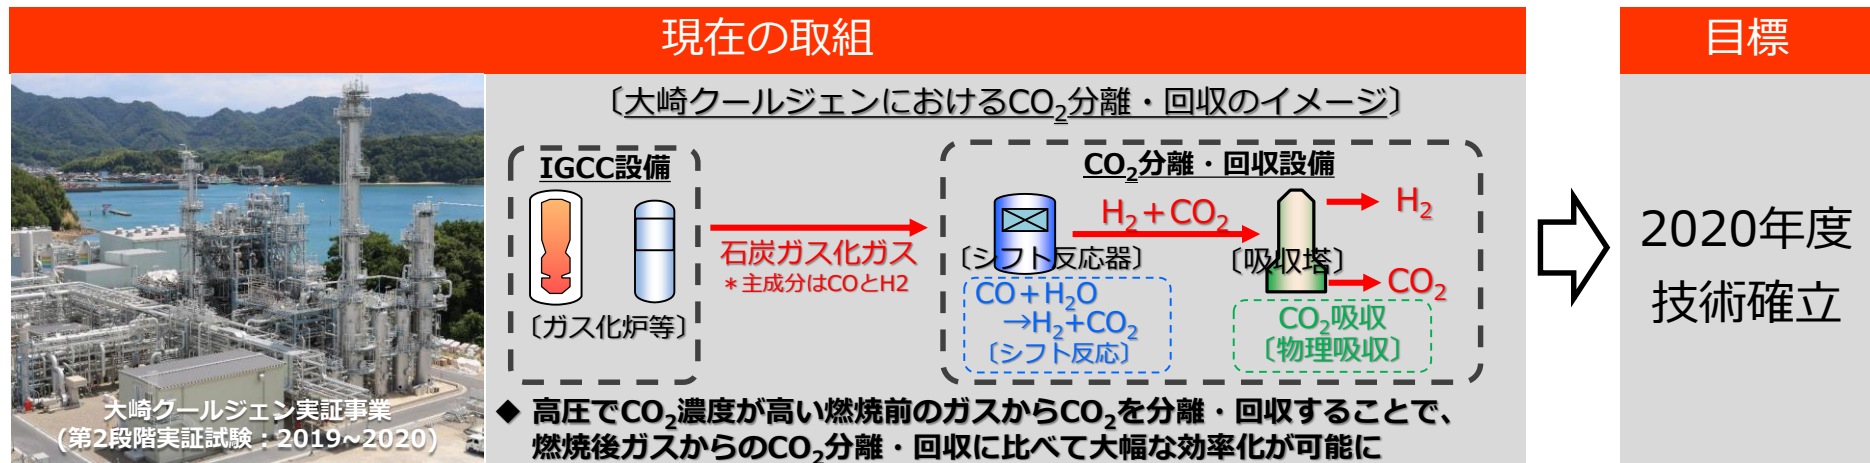 現在の取組
目標
〔大崎クールジェンにおけるCO₂分離・回収のイメージ〕
IGCC設備
〔ガス化炉等〕
石炭ガス化ガス
＊主成分はCOとH2
CO₂分離・回収設備
〔シフト反応器〕
H₂＋CO₂
〔吸収塔〕
H₂
CO₂
CO＋H₂O
→H₂+CO₂
〔シフト反応〕
CO₂吸収
〔物理吸収〕
大崎クールジェン実証事業
(第2段階実証試験：2019~2020)
◆ 高圧でCO₂濃度が高い燃焼前のガスからCO₂を分離・回収することで、
燃焼後ガスからのCO₂分離・回収に比べて大幅な効率化が可能に
2020年度
技術確立